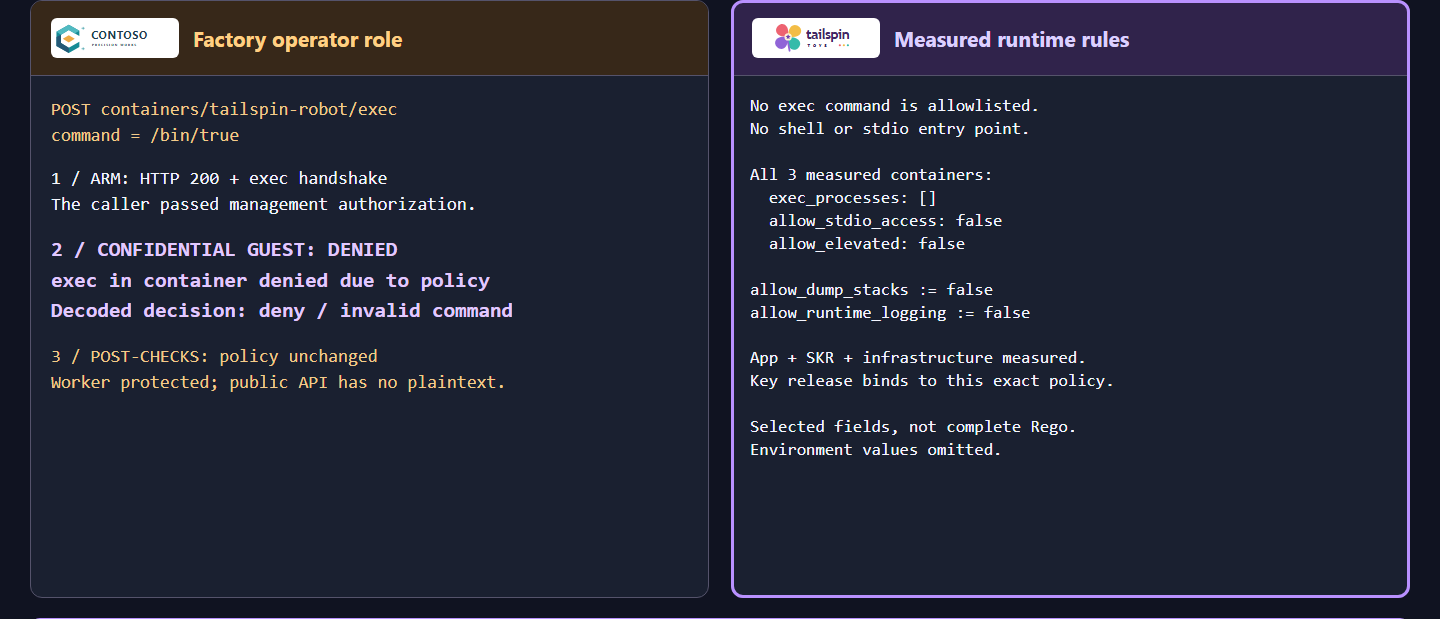 CONTOSO
PRECISION WORKS
Factory operator role
POST containers/tailspin-robot/exec
command = /bin/true
1 / ARM: HTTP 200 + exec handshake
The caller passed management authorization.
2 / CONFIDENTIAL GUEST: DENIED
exec in container denied due to policy
Decoded decision: deny / invalid command
3 / POST-CHECKS: policy unchanged
Worker protected; public API has no plaintext.
tailspin
TOYS
Measured runtime rules
No exec command is allowlisted.
No shell or stdio entry point.
All 3 measured containers:
exec_processes: []
allow_stdio_access: false
allow_elevated: false
allow_dump_stacks := false
allow_runtime_logging := false
App + SKR + infrastructure measured.
Key release binds to this exact policy.
Selected fields, not complete Rego.
Environment values omitted.